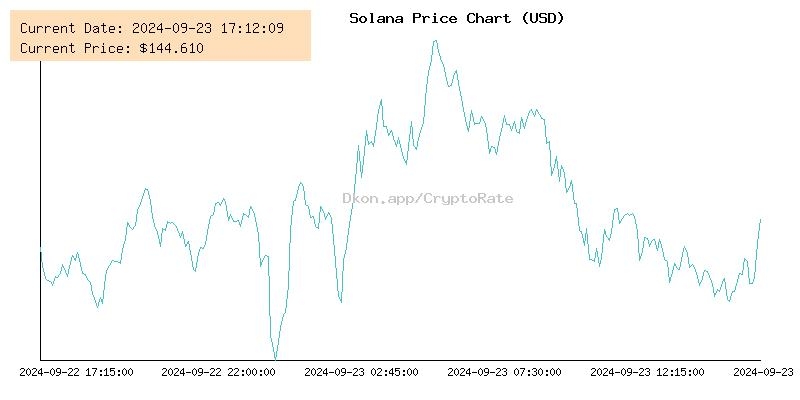 Solana Price Chart (USD)
Current Date: 2024-09-23 17:12:09
Current Price: $144.610
Dkon.app/CryptoRate
2024-09-22 17:15:00 2024-09-22 22:00:00 2024-09-23 02:45:00 2024-09-23 07:30:00 2024-09-23 12:15:00 2024-09-23